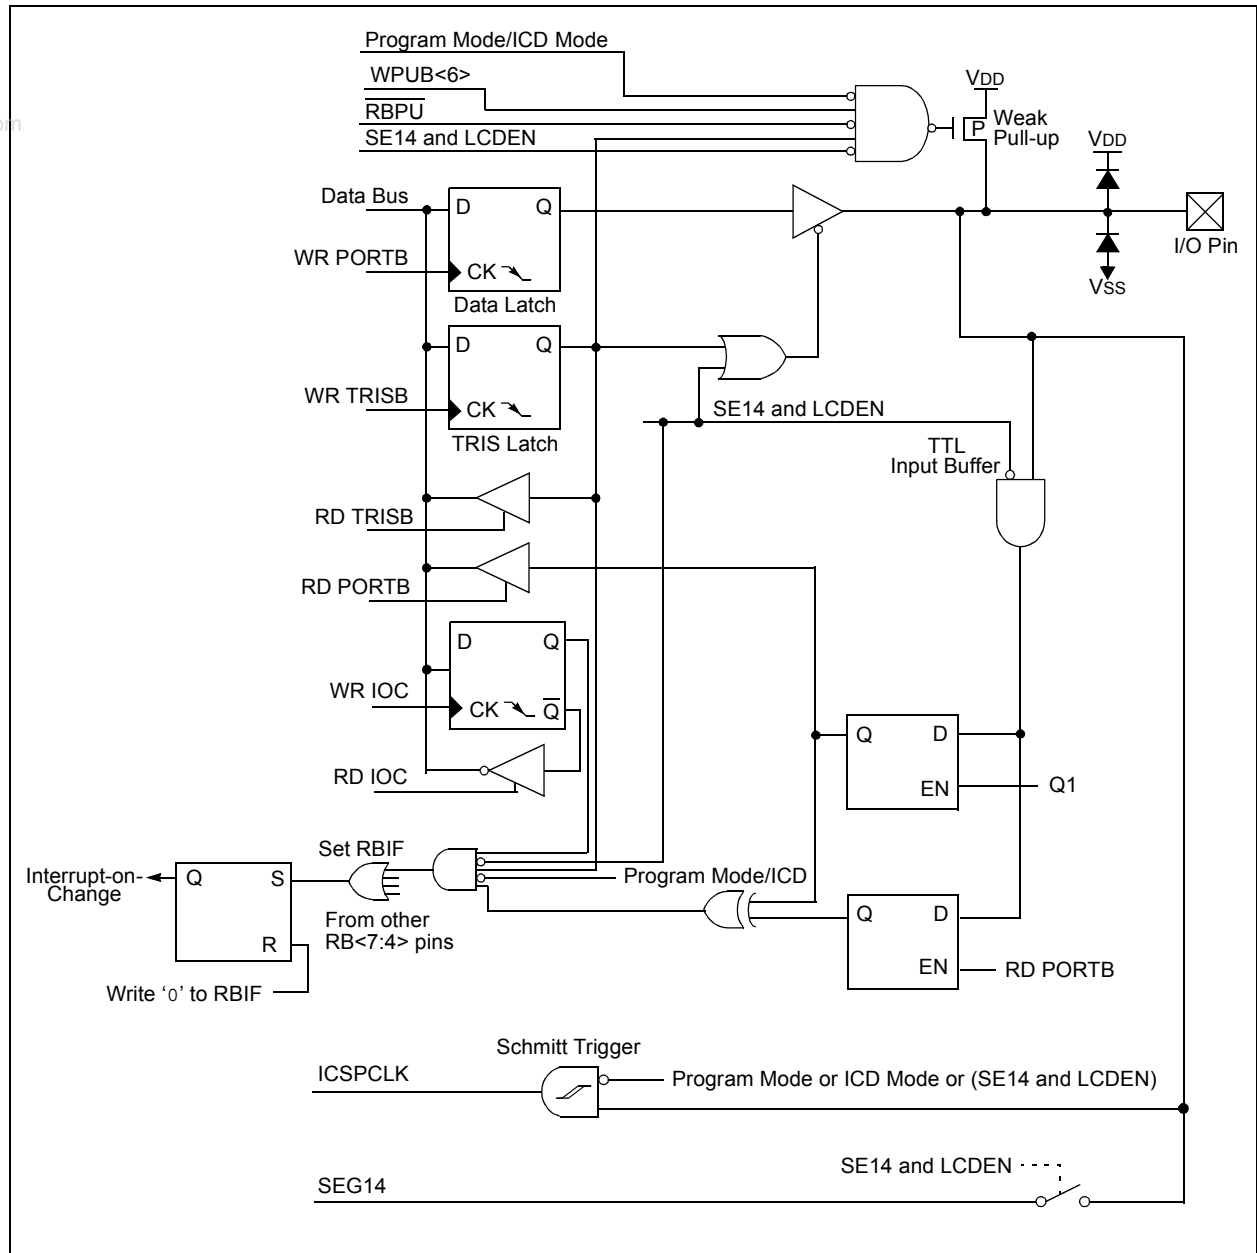 Program Mode/ICD Mode
WPUB<6>
RBPU
SE14 and LCDEN
VDD
P
Weak
Pull-up
VDD
om
Data Bus
D
Q
WR PORTB
CK
Data Latch
I/O Pin
VSS
D
Q
WR TRISB
CK
TRIS Latch
SE14 and LCDEN
TTL
Input Buffer
RD TRISB
RD PORTB
D
Q
WR IOC
CK
Q
RD IOC
Q
D
EN
Q1
Set RBIF
Interrupt-on-
Change
Q
S
R
From other
RB<7:4> pins
Program Mode/ICD
Q
D
EN
RD PORTB
Write ‘0’ to RBIF
Schmitt Trigger
ICSPCLK
Program Mode or ICD Mode or (SE14 and LCDEN)
SE14 and LCDEN
SEG14